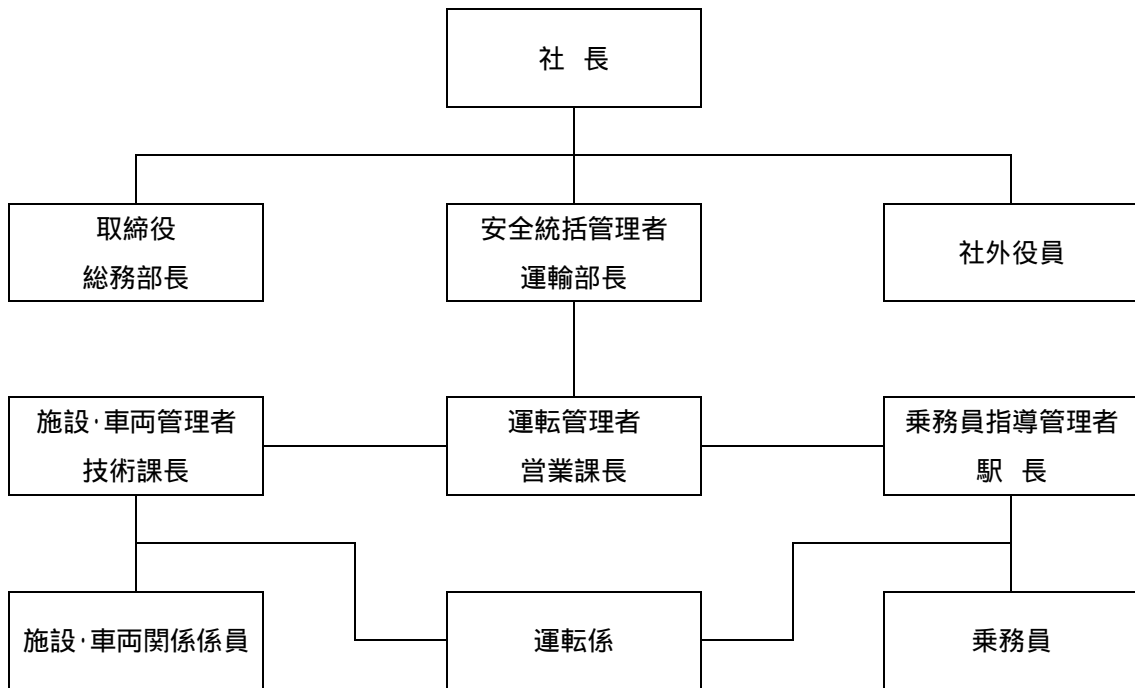 社 長
取締役
総務部長
安全統括管理者
運輸部長
社外役員
施設・車両管理者
技術課長
運転管理者
営業課長
乗務員指導管理者
駅 長
施設・車両関係係員
運転係
乗務員